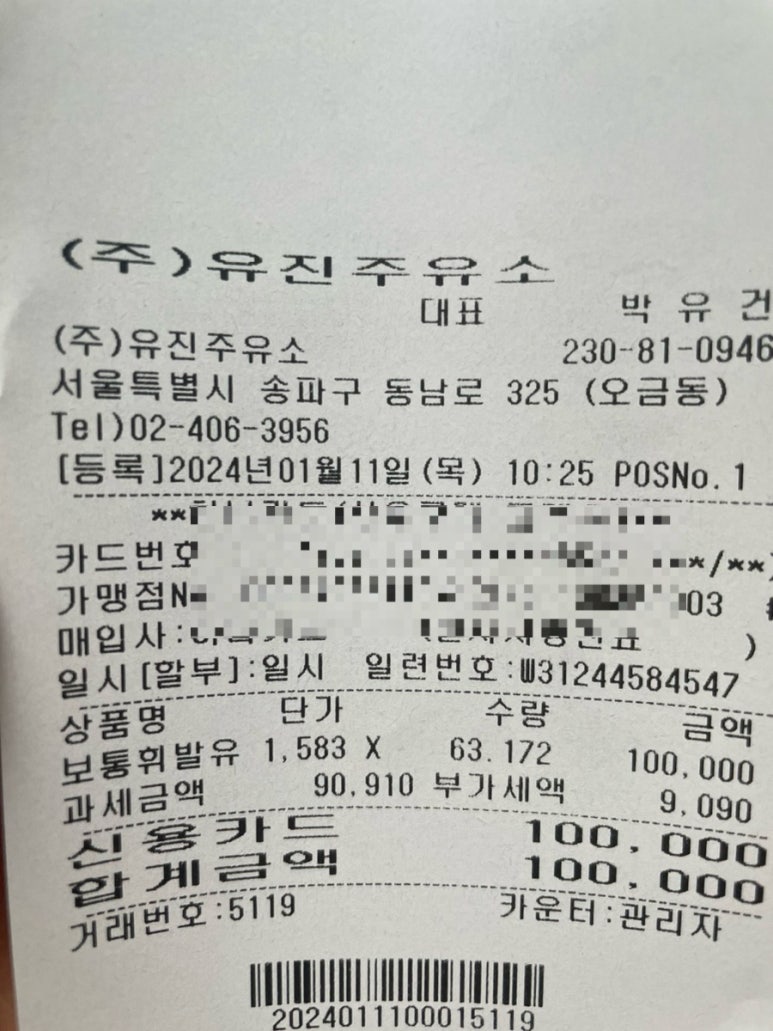 (주)유진주유소
대표 박 유 건
(주)유진주유소 230-81-0946
서울특별시 송파구 동남로 325 (오금동)
Tel)02-406-3956
[등록]2024년01월11일(목) 10:25 POSNo.1
**
카드번호 *​/**)
가맹점N 03
매입사: )
일시[할부]:일시 일련번호:W31244584547
상품명 단가 수량 금액
보통휘발유 1,583 X 63.172 100,000
과세금액 90,910 부가세액 9,090
신용카드 100,000
합계금액 100,000
거래번호:5119 카운터:관리자
2024011100015119